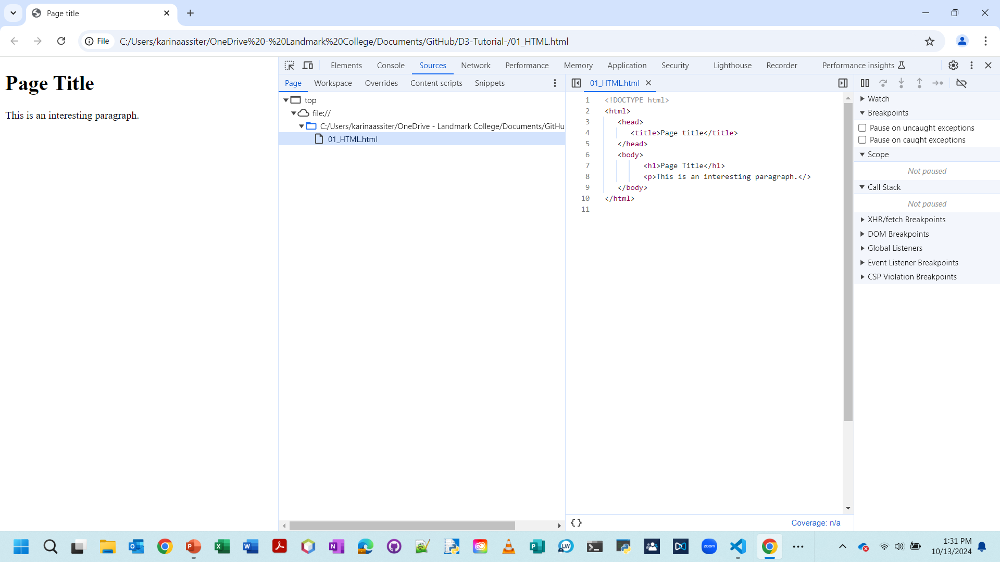 Page title
File C:/Users/karinaassiter/OneDrive%20-%20Landmark%20College/Documents/GitHub/D3-Tutorial-/01_HTML.html
Page Title
This is an interesting paragraph.
Elements Console Sources Network Performance Memory Application Security Lighthouse Recorder Performance insights
Page Workspace Overrides Content scripts Snippets
top
file://
C:/Users/karinaassiter/OneDrive - Landmark College/Documents/GitHu
01_HTML.html
01_HTML.html
1 <!DOCTYPE html>
2 <html>
3 <head>
4 <title>Page title</title>
5 </head>
6 <body>
7 <h1>Page Title</h1>
8 <p>This is an interesting paragraph.</>
9 </body>
10 </html>
11
{ }
Coverage: n/a
Watch
Breakpoints
Pause on uncaught exceptions
Pause on caught exceptions
Scope
Not paused
Call Stack
Not paused
XHR/fetch Breakpoints
DOM Breakpoints
Global Listeners
Event Listener Breakpoints
CSP Violation Breakpoints
zoom
LW
1:31 PM
10/13/2024